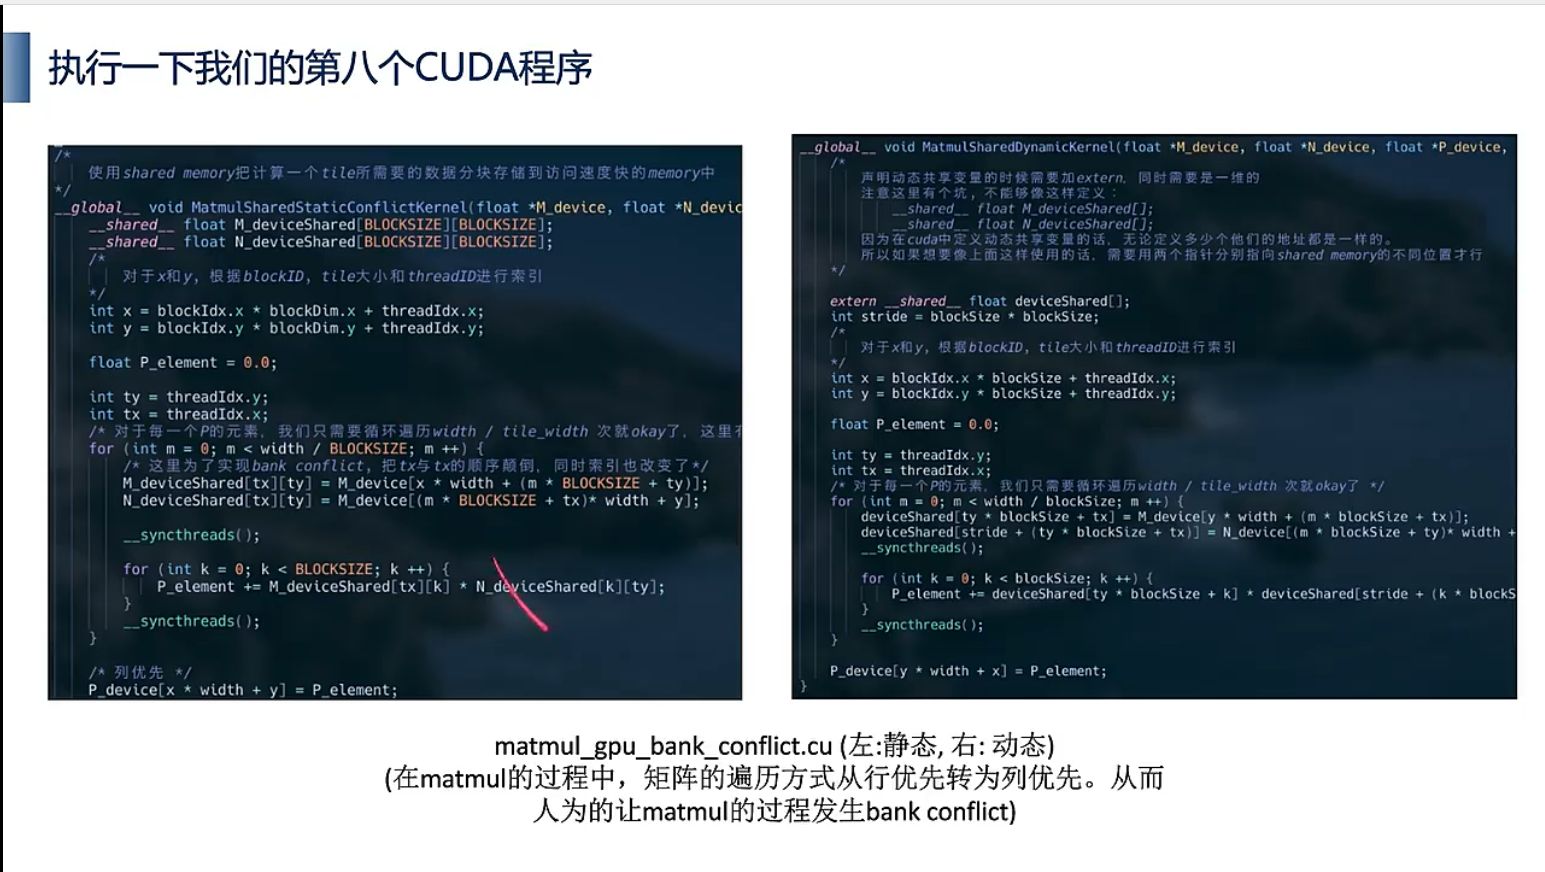 执行一下我们的第八个CUDA程序
/*
使用shared memory把计算一个tile所需要的数据分块存储到访问速度快的memory中
*/
__global__ void MatmulSharedStaticConflictKernel(float *M_device, float *N_devic
__shared__ float M_deviceShared[BLOCKSIZE][BLOCKSIZE];
__shared__ float N_deviceShared[BLOCKSIZE][BLOCKSIZE];
/*
对于x和y, 根据blockID, tile大小和threadID进行索引
*/
int x = blockIdx.x * blockDim.x + threadIdx.x;
int y = blockIdx.y * blockDim.y + threadIdx.y;
float P_element = 0.0;
int ty = threadIdx.y;
int tx = threadIdx.x;
/* 对于每一个P的元素, 我们只需要循环遍历width / tile_width 次就okay了, 这里有
for (int m = 0; m < width / BLOCKSIZE; m ++) {
/* 这里为了实现bank conflict, 把tx与tx的顺序颠倒, 同时索引也改变了*/
M_deviceShared[tx][ty] = M_device[x * width + (m * BLOCKSIZE + ty)];
N_deviceShared[tx][ty] = M_device[(m * BLOCKSIZE + tx)* width + y];
__syncthreads();
for (int k = 0; k < BLOCKSIZE; k ++) {
P_element += M_deviceShared[tx][k] * N_deviceShared[k][ty];
}
__syncthreads();
}
/* 列优先 */
P_device[x * width + y] = P_element;
__global__ void MatmulSharedDynamicKernel(float *M_device, float *N_device, float *P_device,
/*
声明动态共享变量的时候需要加extern, 同时需要是一维的
注意这里有个坑, 不能够像这样定义:
__shared__ float M_deviceShared[];
__shared__ float N_deviceShared[];
因为在cuda中定义动态共享变量的话, 无论定义多少个他们的地址都是一样的。
所以如果想要像上面这样使用的话, 需要用两个指针分别指向shared memory的不同位置才行
*/
extern __shared__ float deviceShared[];
int stride = blockSize * blockSize;
/*
对于x和y, 根据blockID, tile大小和threadID进行索引
*/
int x = blockIdx.x * blockSize + threadIdx.x;
int y = blockIdx.y * blockSize + threadIdx.y;
float P_element = 0.0;
int ty = threadIdx.y;
int tx = threadIdx.x;
/* 对于每一个P的元素, 我们只需要循环遍历width / tile_width 次就okay了 */
for (int m = 0; m < width / blockSize; m ++) {
deviceShared[ty * blockSize + tx] = M_device[y * width + (m * blockSize + tx)];
deviceShared[stride + (ty * blockSize + tx)] = N_device[(m * blockSize + ty)* width +
__syncthreads();
for (int k = 0; k < blockSize; k ++) {
P_element += deviceShared[ty * blockSize + k] * deviceShared[stride + (k * blockS
}
__syncthreads();
}
P_device[y * width + x] = P_element;
}
matmul_gpu_bank_conflict.cu (左:静态, 右: 动态)
(在matmul的过程中，矩阵的遍历方式从行优先转为列优先。从而
人为的让matmul的过程发生bank conflict)